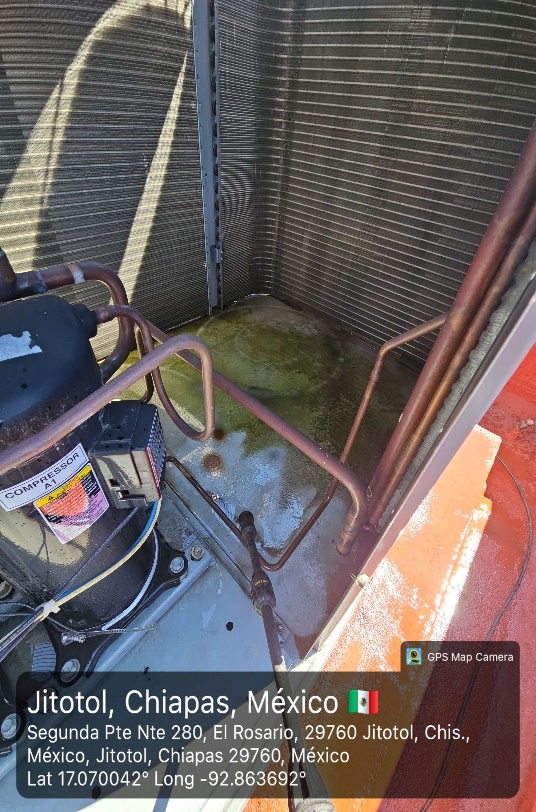 COMPRESSOR
A1
GPS Map Camera
Jitotol, Chiapas, México
Segunda Pte Nte 280, El Rosario, 29760 Jitotol, Chis.,
México, Jitotol, Chiapas 29760, México
Lat 17.070042° Long -92.863692°